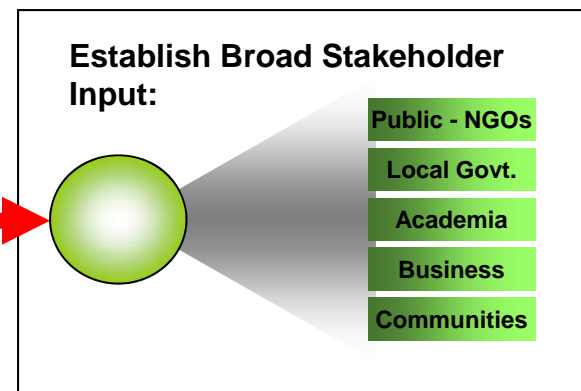 Establish Broad Stakeholder
Input:
Public - NGOs
Local Govt.
Academia
Business
Communities